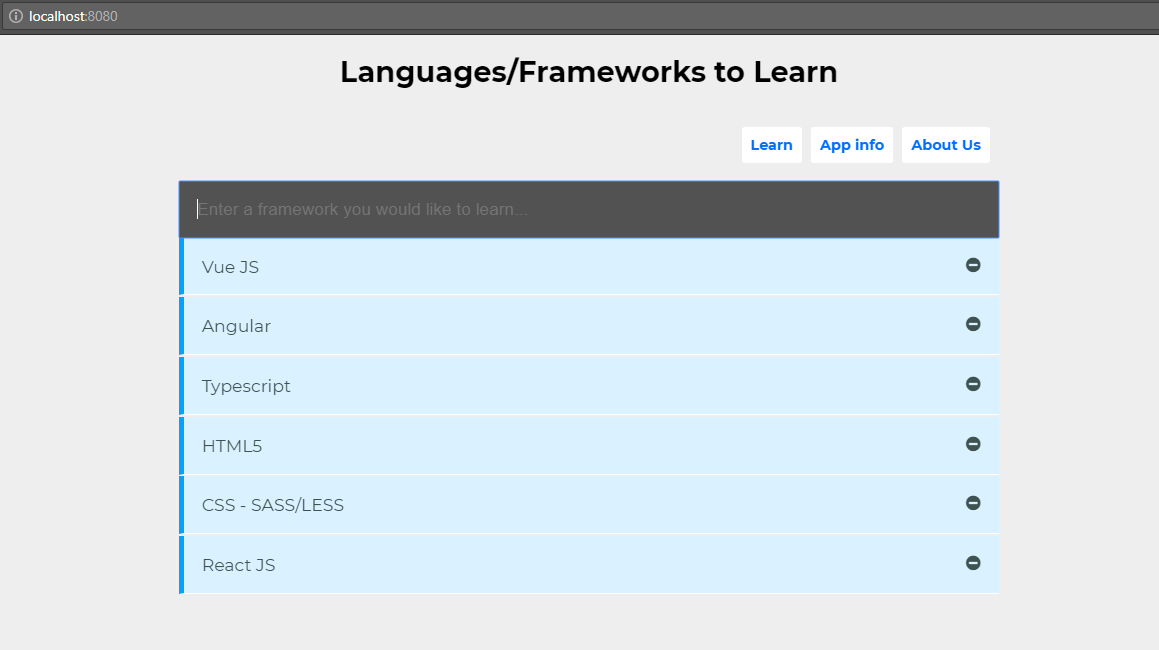 localhost:8080
Languages/Frameworks to Learn
Learn App info About Us
Enter a framework you would like to learn...
Vue JS
Angular
Typescript
HTML5
CSS - SASS/LESS
React JS